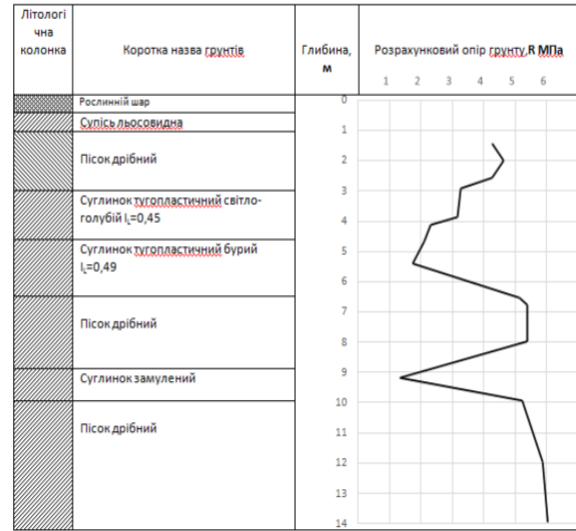 Літологі
чна
колонка
Коротка назва грунтів
Глибина,
м
Розрахунковий опір грунту,R МПа
1 2 3 4 5 6
Рослинній шар
Супісь льосовидна
Пісок дрібний
Суглинок тугопластичний світло-
голубій IL=0,45
Суглинок тугопластичний бурий
IL=0,49
Пісок дрібний
Суглинок замулений
Пісок дрібний
0
1
2
3
4
5
6
7
8
9
10
11
12
13
14